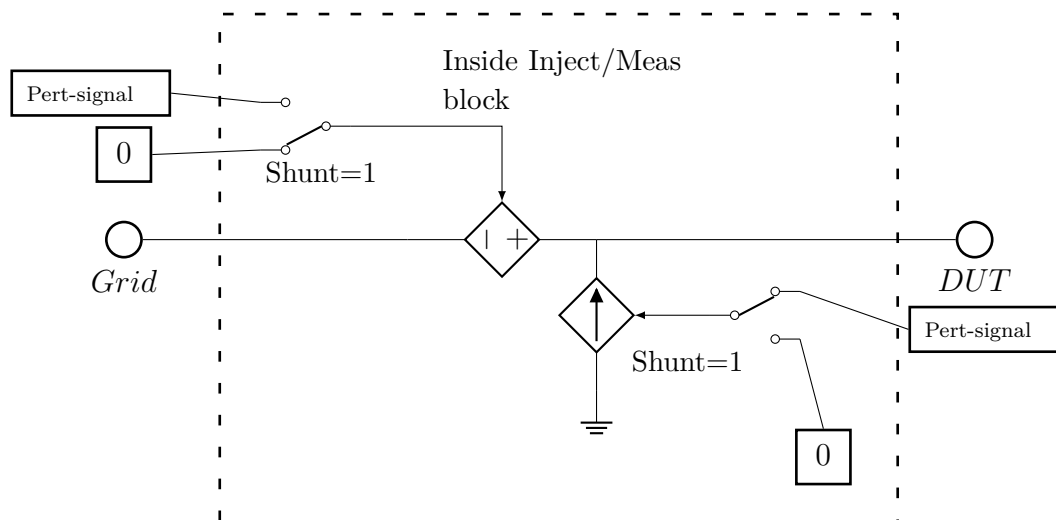 Inside Inject/Meas
block
Pert-signal
0
Shunt=1
Grid
DUT
Pert-signal
Shunt=1
0